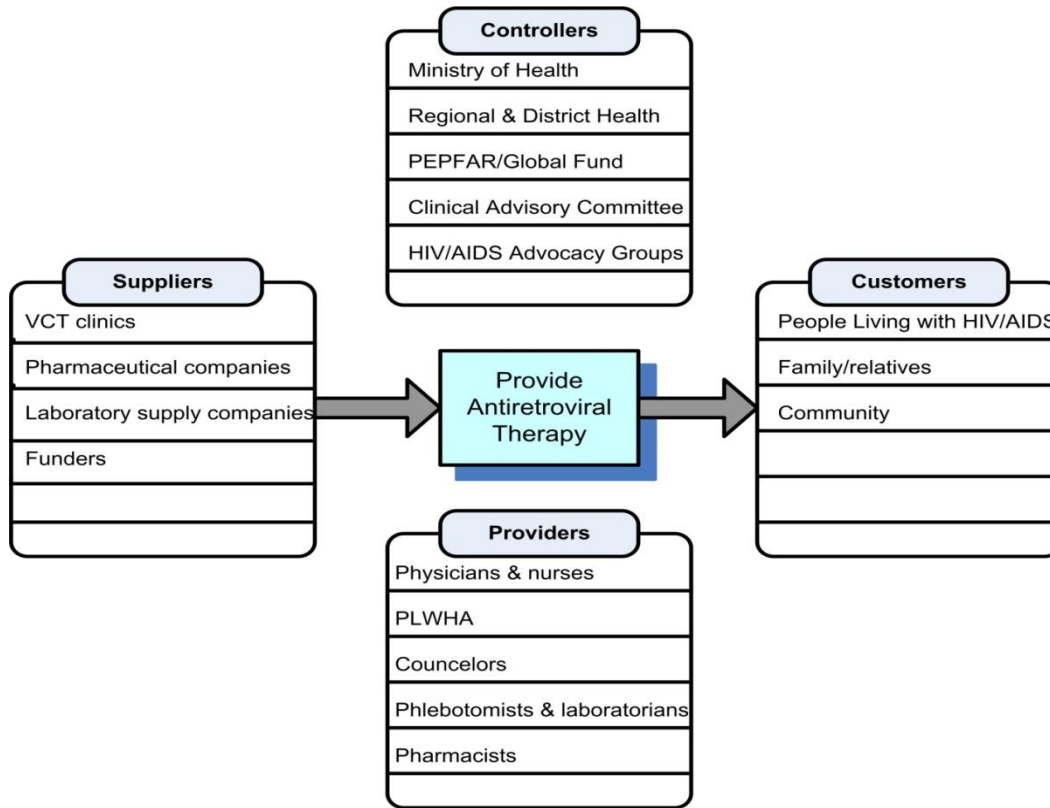 Controllers
Ministry of Health
Regional & District Health
PEPFAR/Global Fund
Clinical Advisory Committee
HIV/AIDS Advocacy Groups
Suppliers
VCT clinics
Pharmaceutical companies
Laboratory supply companies
Funders
Provide
Antiretroviral
Therapy
Customers
People Living with HIV/AIDS
Family/relatives
Community
Providers
Physicians & nurses
PLWHA
Councelors
Phlebotomists & laboratorians
Pharmacists